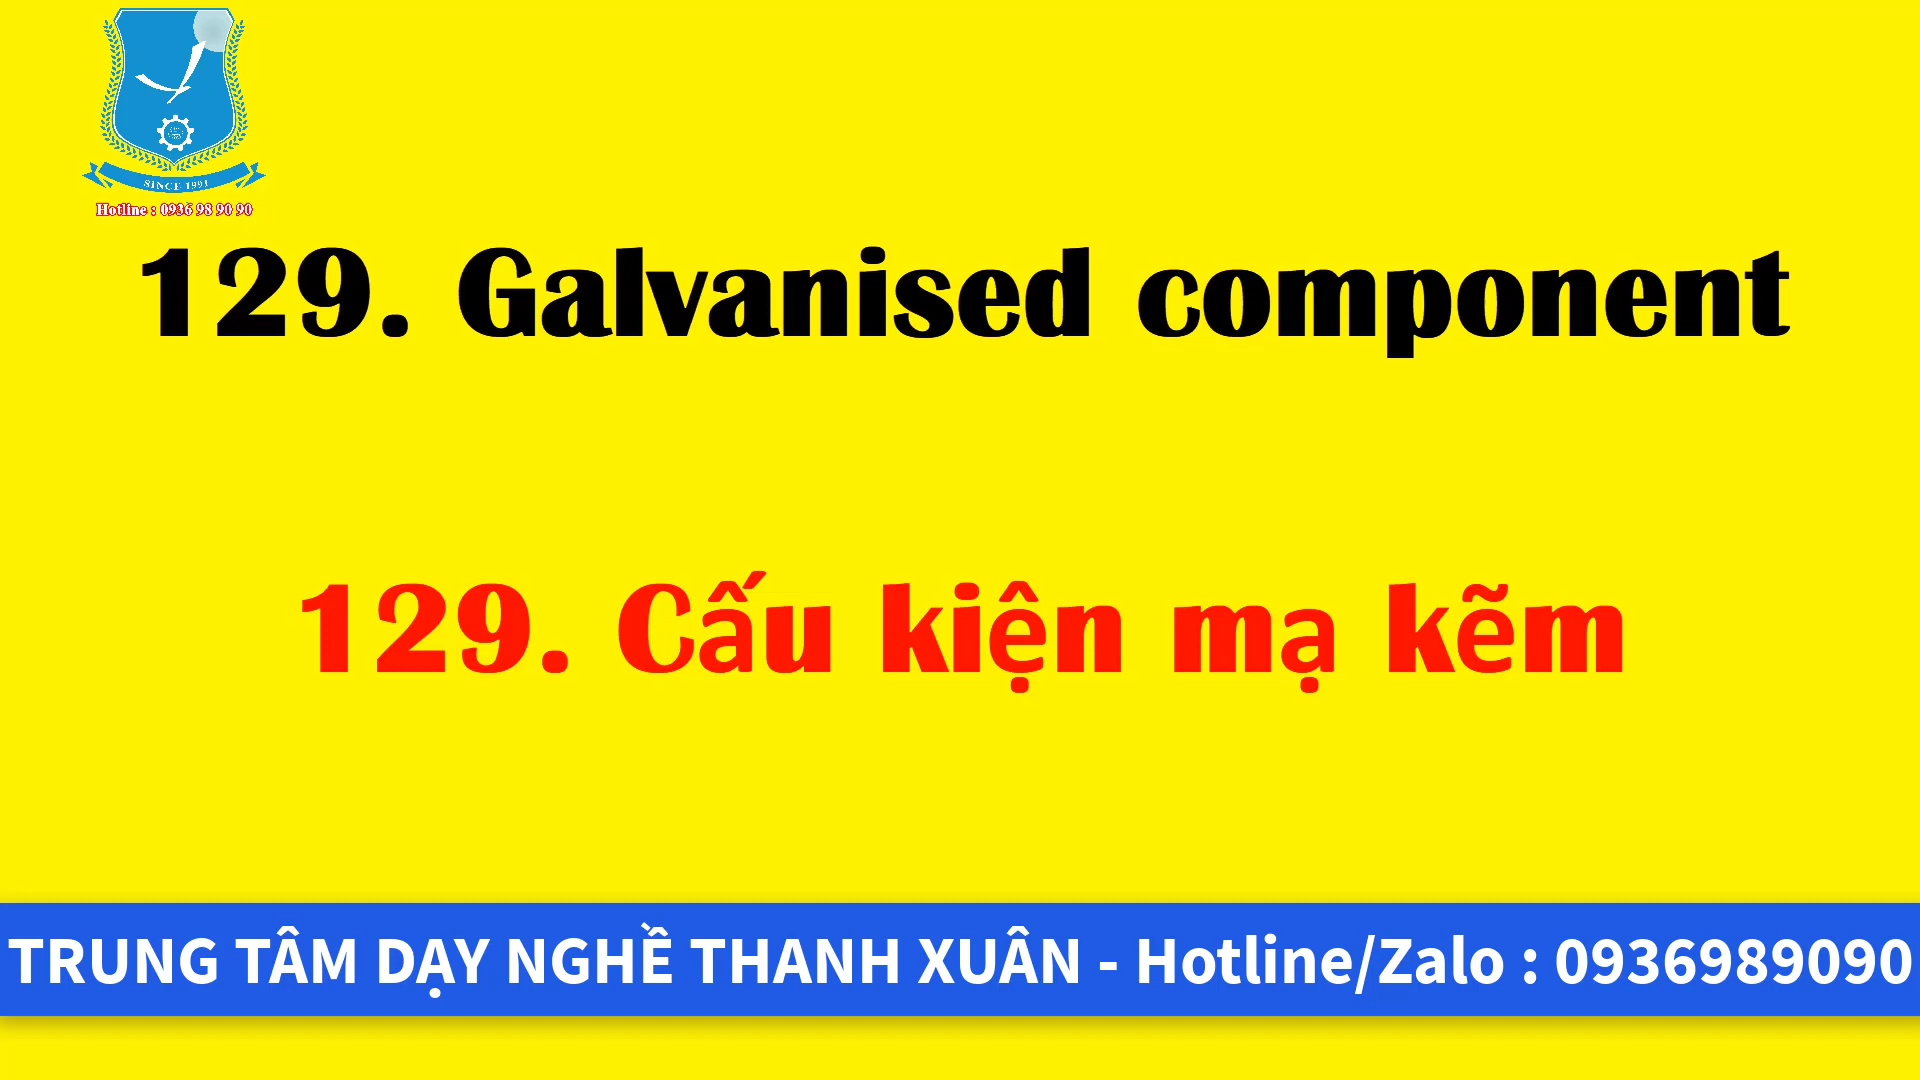 SINCE 1991
Hotline : 0936 98 90 90
129. Galvanised component
129. Cấu kiện mạ kẽm
TRUNG TÂM DẠY NGHỀ THANH XUÂN - Hotline/Zalo : 0936989090